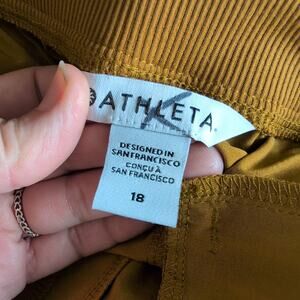 ATHLETA
DESIGNED IN
SAN FRANCISCO
CONÇU À
SAN FRANCISCO
18